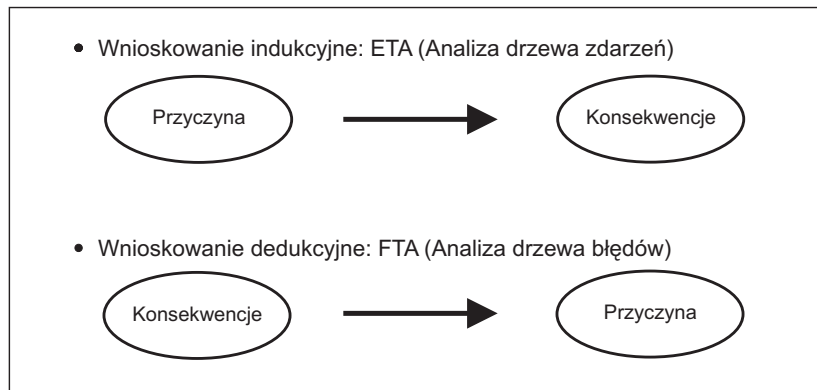 • Wnioskowanie indukcyjne: ETA (Analiza drzewa zdarzeń)
Przyczyna
Konsekwencje
• Wnioskowanie dedukcyjne: FTA (Analiza drzewa błędów)
Konsekwencje
Przyczyna